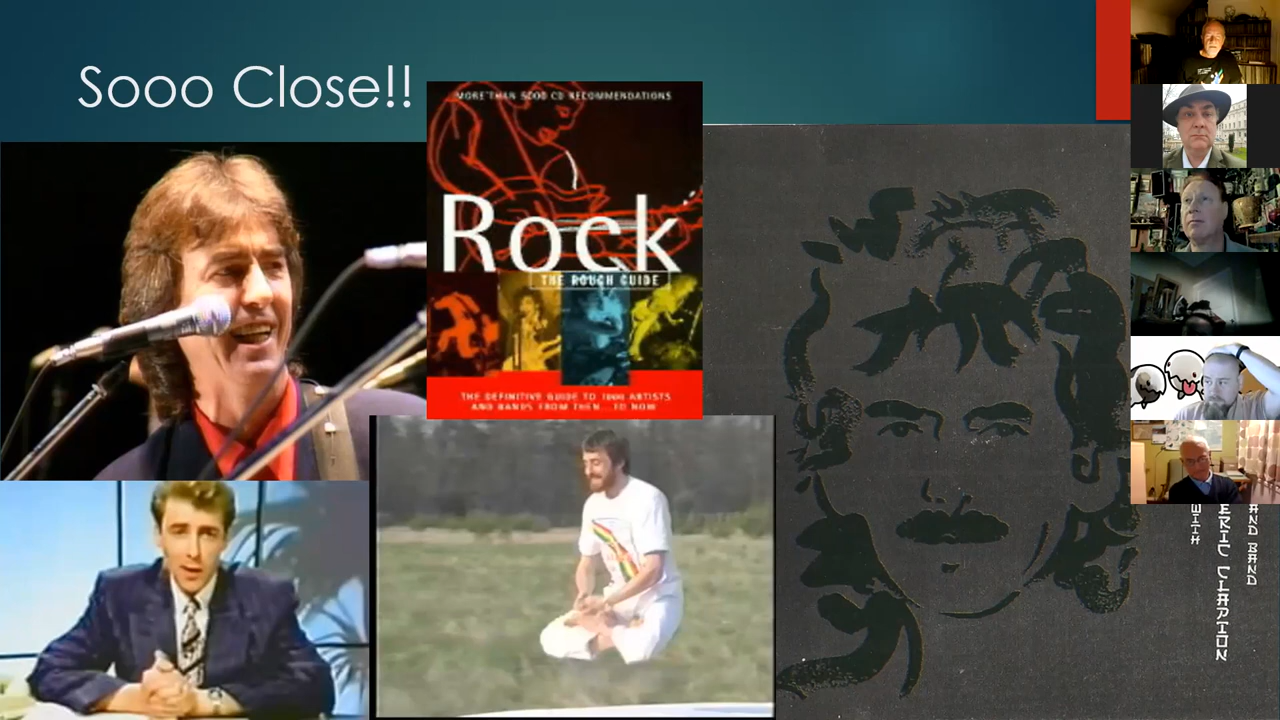 Sooo Close!!
MORE THAN 5000 CD RECOMMENDATIONS
Rock
THE ROUGH GUIDE
THE DEFINITIVE GUIDE TO 1000 ARTISTS
AND BANDS FROM THEN...TO NOW
AND BAND
ERIC CLAPTON
WITH